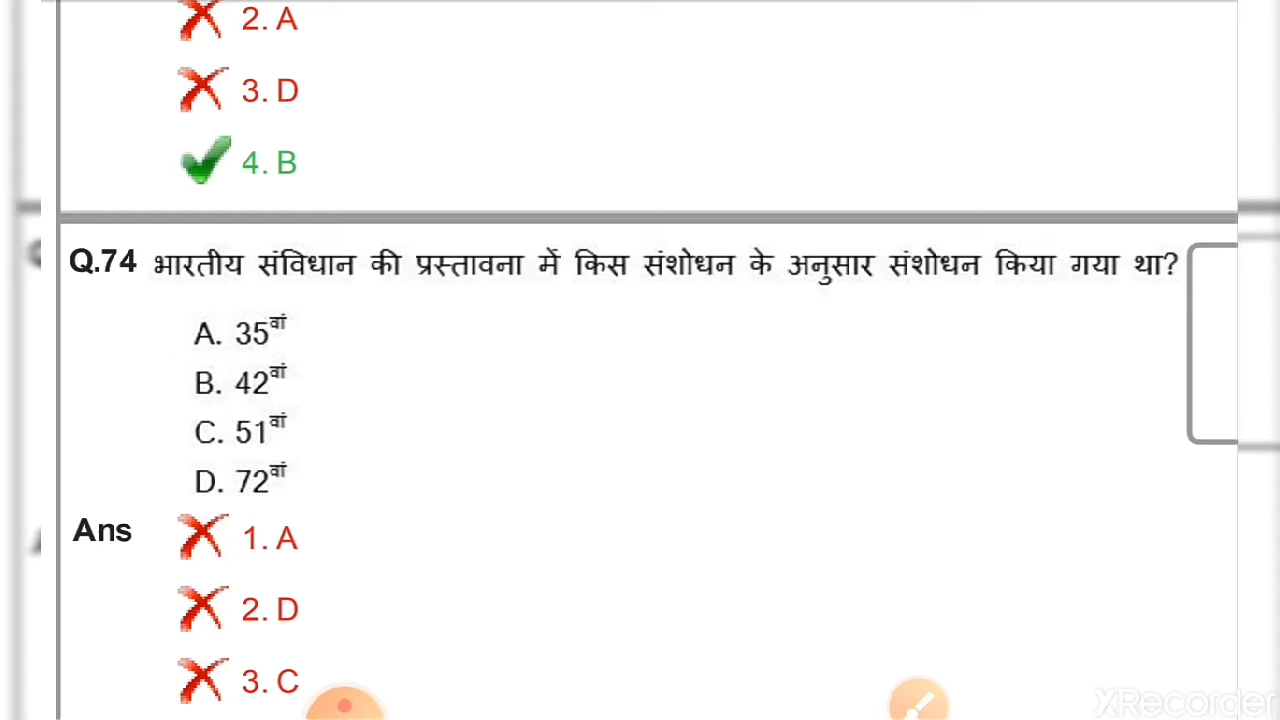 2. A
3. D
4. B
Q.74 भारतीय संविधान की प्रस्तावना में किस संशोधन के अनुसार संशोधन किया गया था?
A. 35वां
B. 42वां
C. 51वां
D. 72वां
Ans 1. A
2. D
3. C
XRecorder